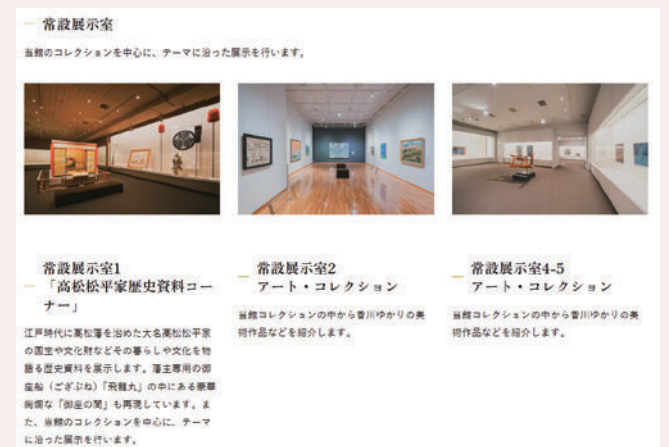 常設展示室
当館のコレクションを中心に、テーマに沿った展示を行います。
常設展示室1
「高松松平家歴史資料コー
ナー」
江戸時代に高松藩を治めた大名高松松平家
の国宝や文化財などその暮らしや文化を物
語る歴史資料を展示します。藩主専用の御
座船（ござぶね）「飛龍丸」の中にある豪華
絢爛な「御座の間」も再現しています。ま
た、当館のコレクションを中心に、テーマ
に沿った展示を行います。
常設展示室2
アート・コレクション
当館コレクションの中から香川ゆかりの美
術作品などを紹介します。
常設展示室4-5
アート・コレクション
当館コレクションの中から香川ゆかりの美
術作品などを紹介します。